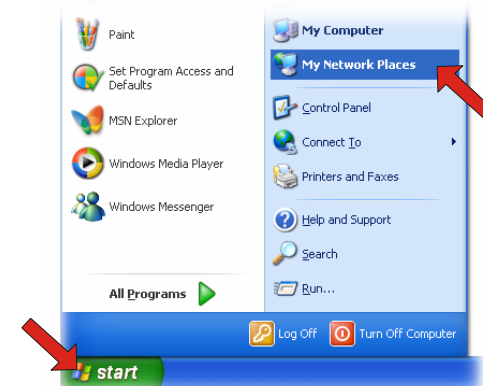 Paint
Set Program Access and
Defaults
MSN Explorer
Windows Media Player
Windows Messenger
All Programs
My Computer
My Network Places
Control Panel
Connect To
Printers and Faxes
Help and Support
Search
Run...
Log Off
Turn Off Computer
start